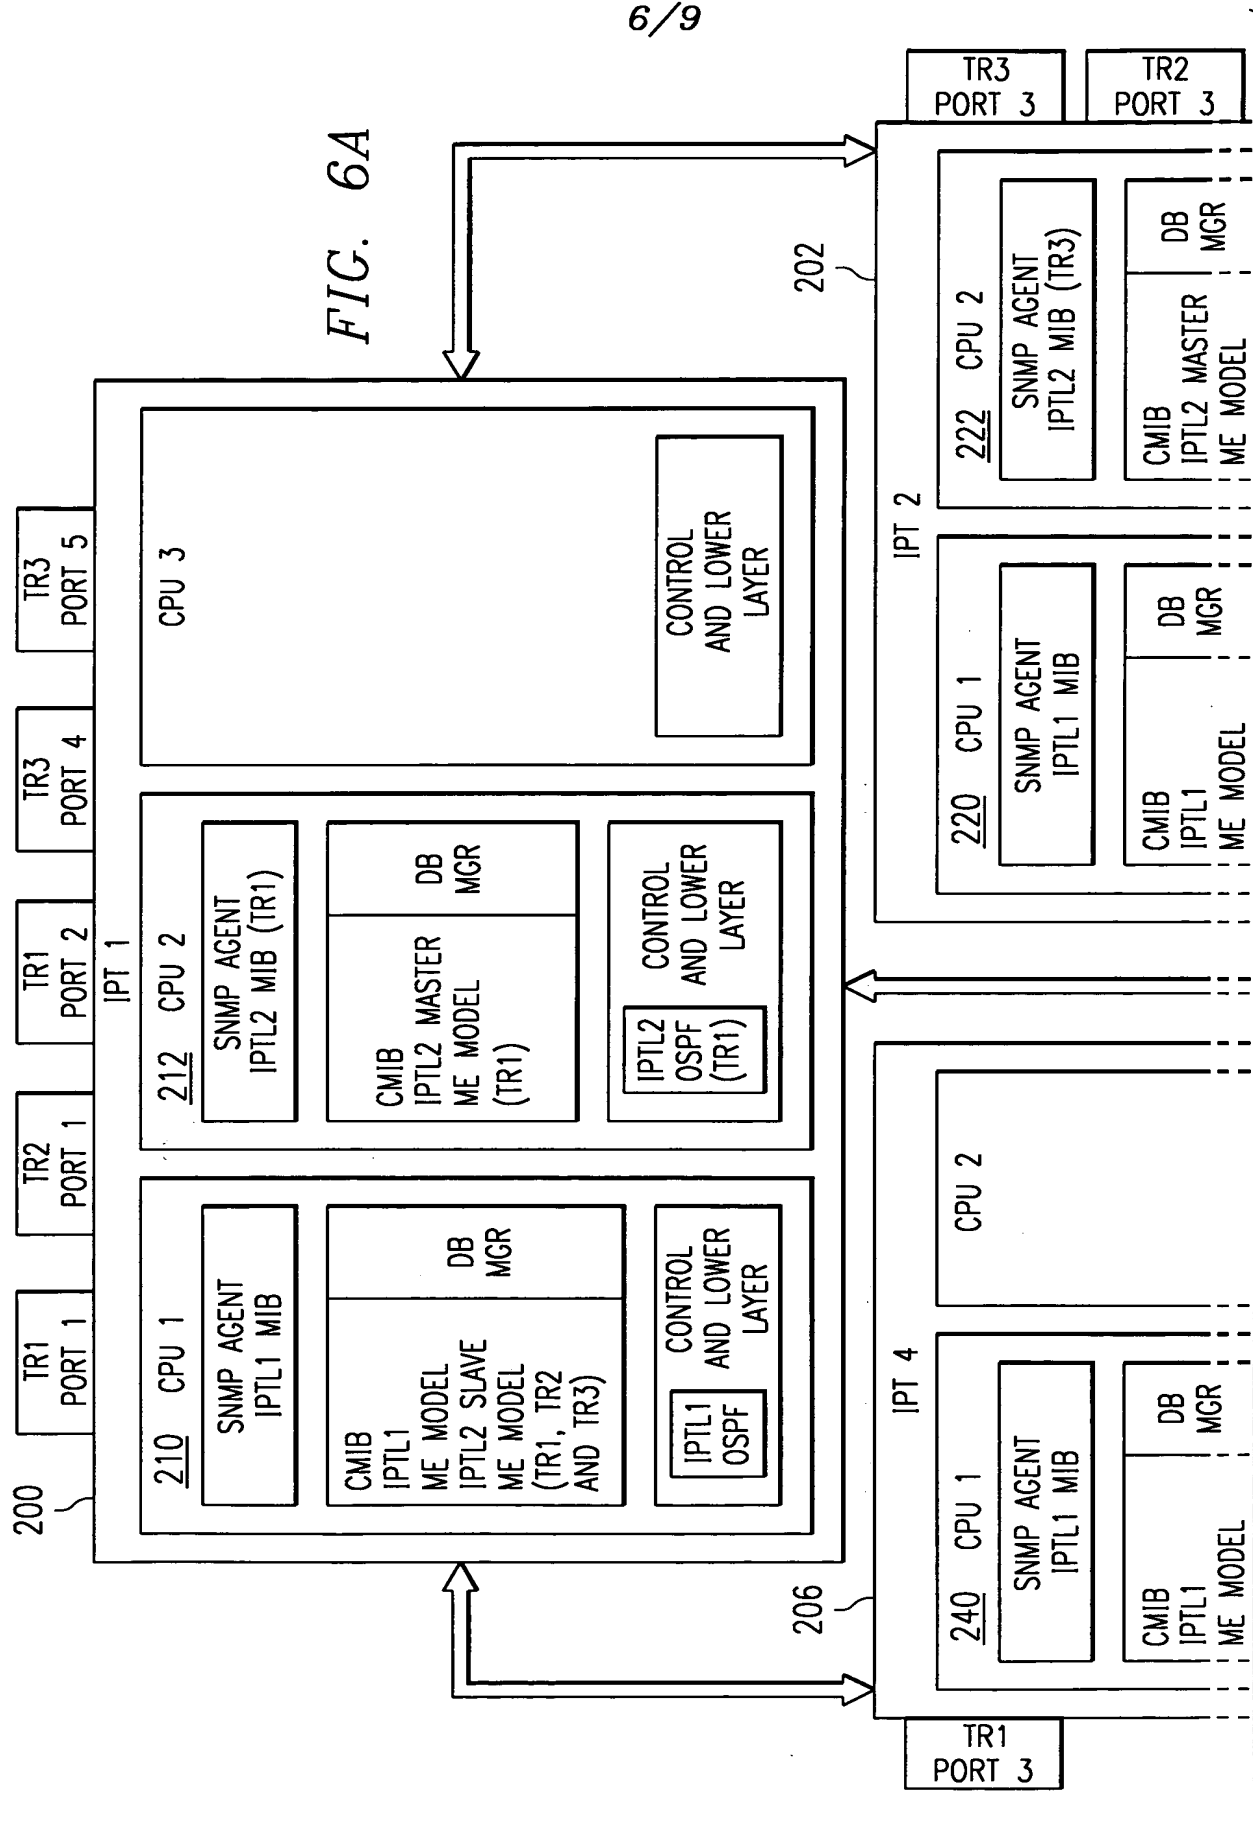 6/9
FIG. 6A
200
TR1
PORT 1
TR2
PORT 1
TR1
PORT 2
TR3
PORT 4
TR3
PORT 5
IPT 1
210 CPU 1
SNMP AGENT
IPTL1 MIB
CMIB
IPTL1
ME MODEL
IPTL2 SLAVE
ME MODEL
(TR1, TR2
AND TR3)
DB
MGR
IPTL1
OSPF
CONTROL
AND LOWER
LAYER
212 CPU 2
SNMP AGENT
IPTL2 MIB (TR1)
CMIB
IPTL2 MASTER
ME MODEL
(TR1)
DB
MGR
IPTL2
OSPF
(TR1)
CONTROL
AND LOWER
LAYER
CPU 3
CONTROL
AND LOWER
LAYER
206
TR1
PORT 3
IPT 4
240 CPU 1
SNMP AGENT
IPTL1 MIB
CMIB
IPTL1
ME MODEL
DB
MGR
CPU 2
202
IPT 2
220 CPU 1
SNMP AGENT
IPTL1 MIB
CMIB
IPTL1
ME MODEL
DB
MGR
222 CPU 2
SNMP AGENT
IPTL2 MIB (TR3)
CMIB
IPTL2 MASTER
ME MODEL
DB
MGR
TR3
PORT 3
TR2
PORT 3